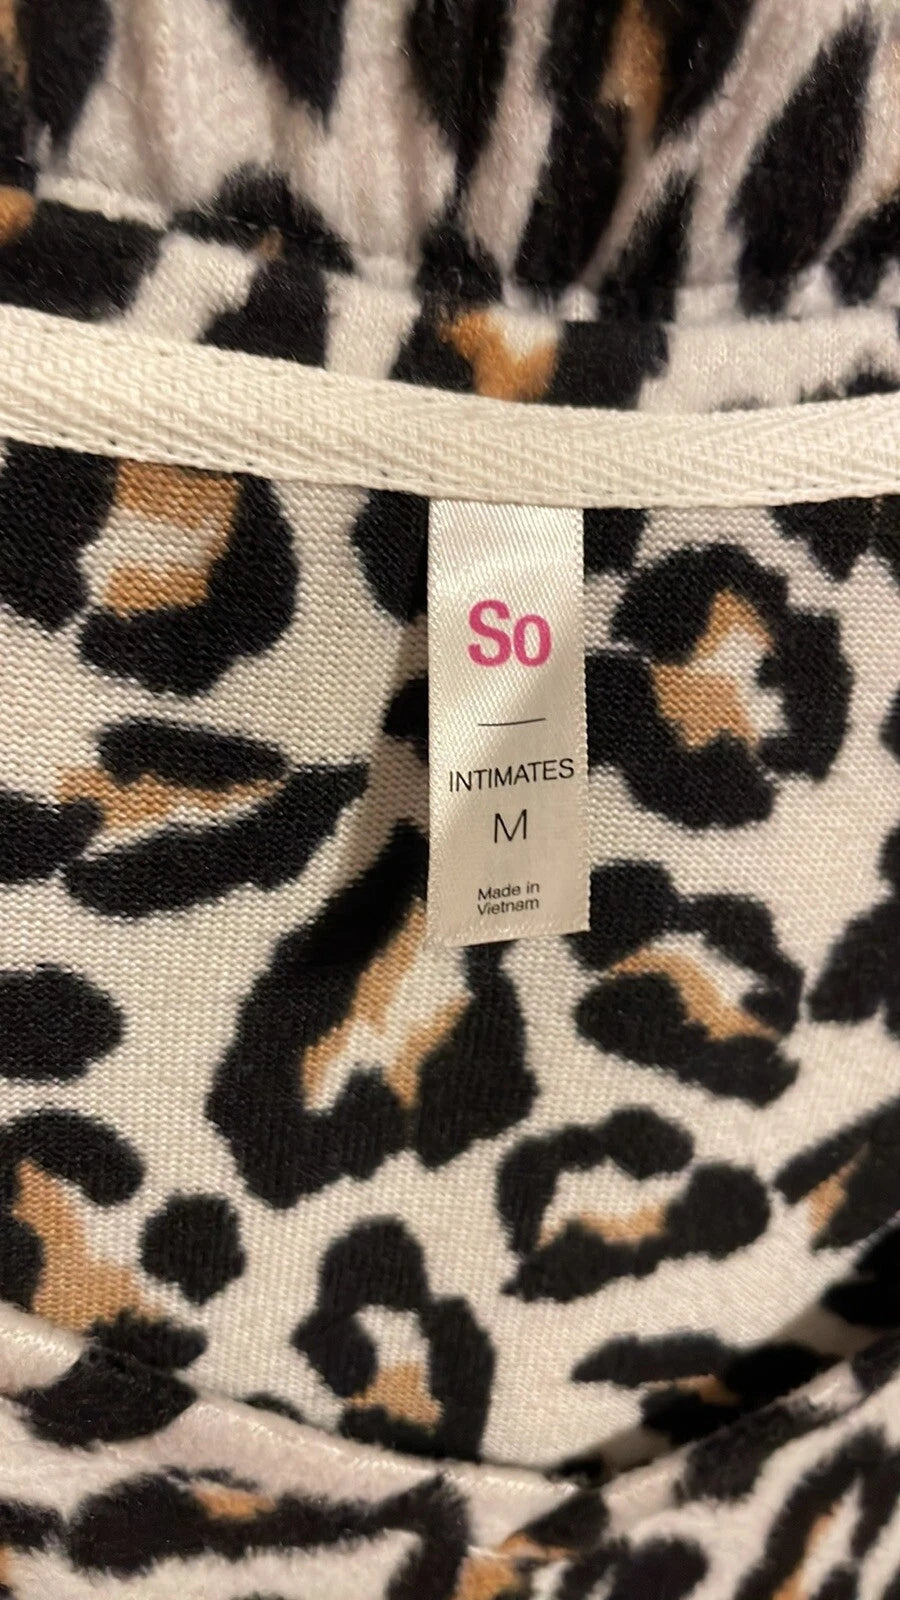 So
INTIMATES
M
Made in
Vietnam